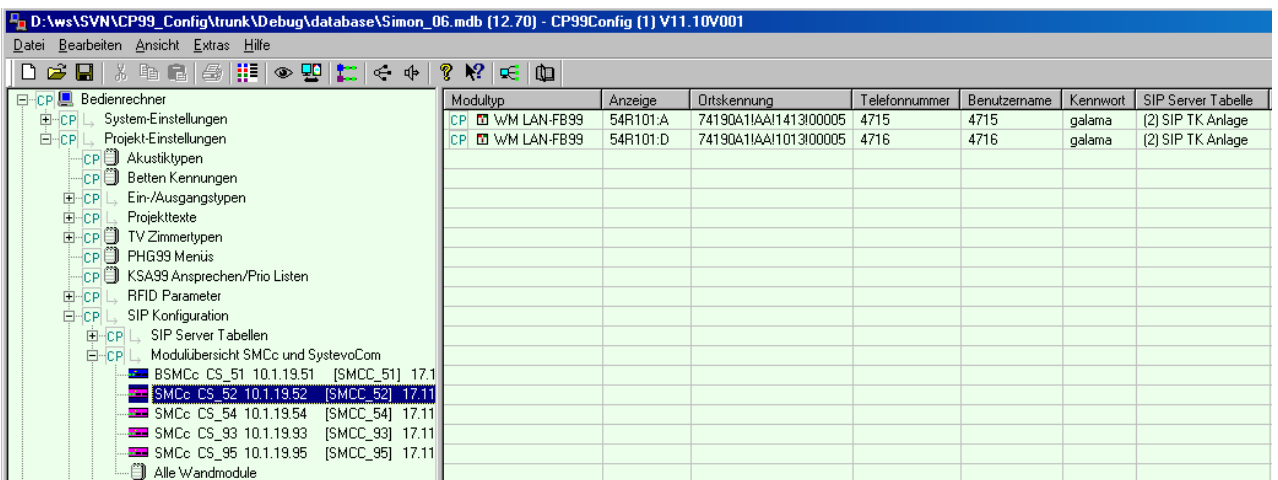 D:\ws\SVN\CP99_Config\trunk\Debug\database\Simon_06.mdb (12.70) - CP99Config (1) V11.10V001
Datei Bearbeiten Ansicht Extras Hilfe
CP Bedienrechner
CP System-Einstellungen
CP Projekt-Einstellungen
CP Akustiktypen
CP Betten Kennungen
CP Ein-/Ausgangstypen
CP Projekttexte
CP TV Zimmertypen
CP PHG99 Menüs
CP KSA99 Ansprechen/Prio Listen
CP RFID Parameter
CP SIP Konfiguration
CP SIP Server Tabellen
CP Modulübersicht SMCc und SystevoCom
BSMCc CS_51 10.1.19.51 [SMCC_51] 17.1
SMCc CS_52 10.1.19.52 [SMCC_52] 17.11
SMCc CS_54 10.1.19.54 [SMCC_54] 17.11
SMCc CS_93 10.1.19.93 [SMCC_93] 17.11
SMCc CS_95 10.1.19.95 [SMCC_95] 17.11
Alle Wandmodule
Modultyp Anzeige Ortskennung Telefonnummer Benutzername Kennwort SIP Server Tabelle
CP WM LAN-FB99 54R101:A 74190A1!AA!1413!00005 4715 4715 galama (2) SIP TK Anlage
CP WM LAN-FB99 54R101:D 74190A1!AA!1013!00005 4716 4716 galama (2) SIP TK Anlage